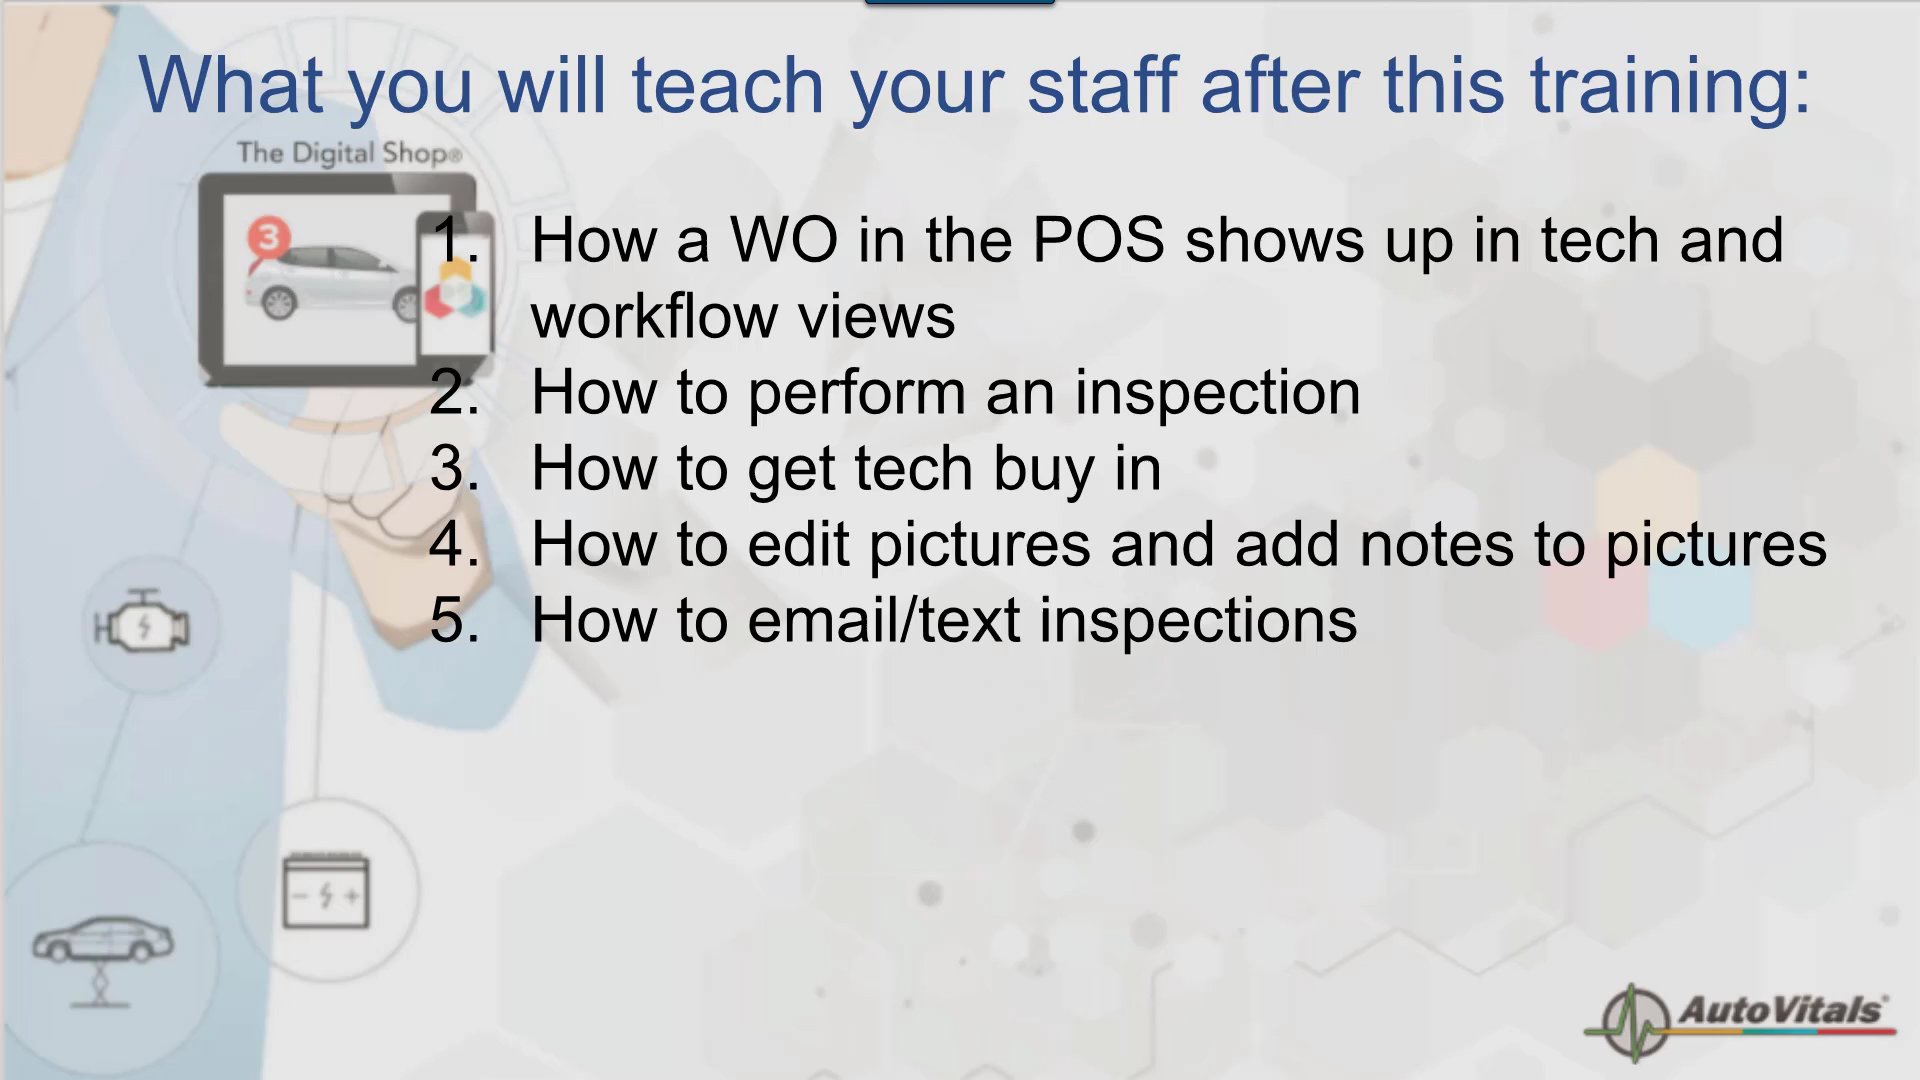 What you will teach your staff after this training:
The Digital Shop®
3
1. How a WO in the POS shows up in tech and
workflow views
2. How to perform an inspection
3. How to get tech buy in
4. How to edit pictures and add notes to pictures
5. How to email/text inspections
AutoVitals®